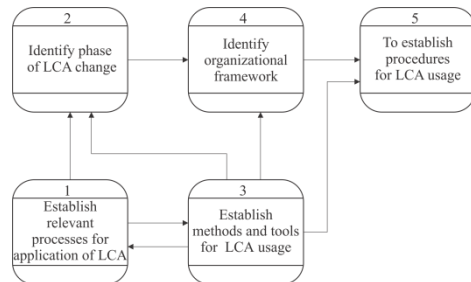 2
Identify phase
of LCA change
4
Identify
organizational
framework
5
To establish
procedures
for LCA usage
1
Establish
relevant
processes for
application of LCA
3
Establish
methods and tools
for LCA usage